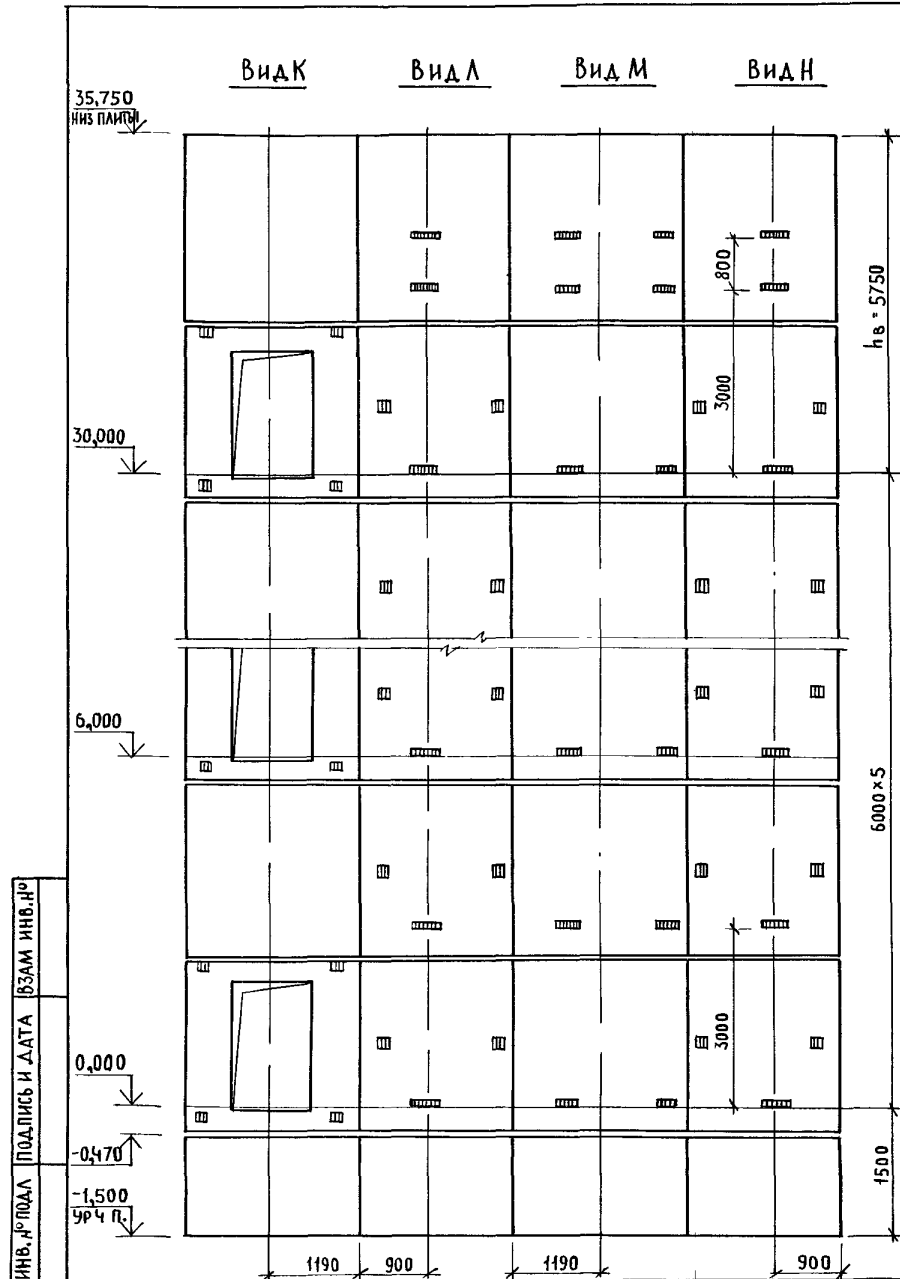 Вид К
Вид Л
Вид М
Вид Н
35,750
низ плиты
800
3000
hв = 5750
30,000
6,000
6000×5
3000
0,000
-0,470
-1,500
ур ч п.
1500
1190
900
1190
900
ИНВ. № ПОДЛ
ПОДПИСЬ И ДАТА
ВЗАМ ИНВ. №